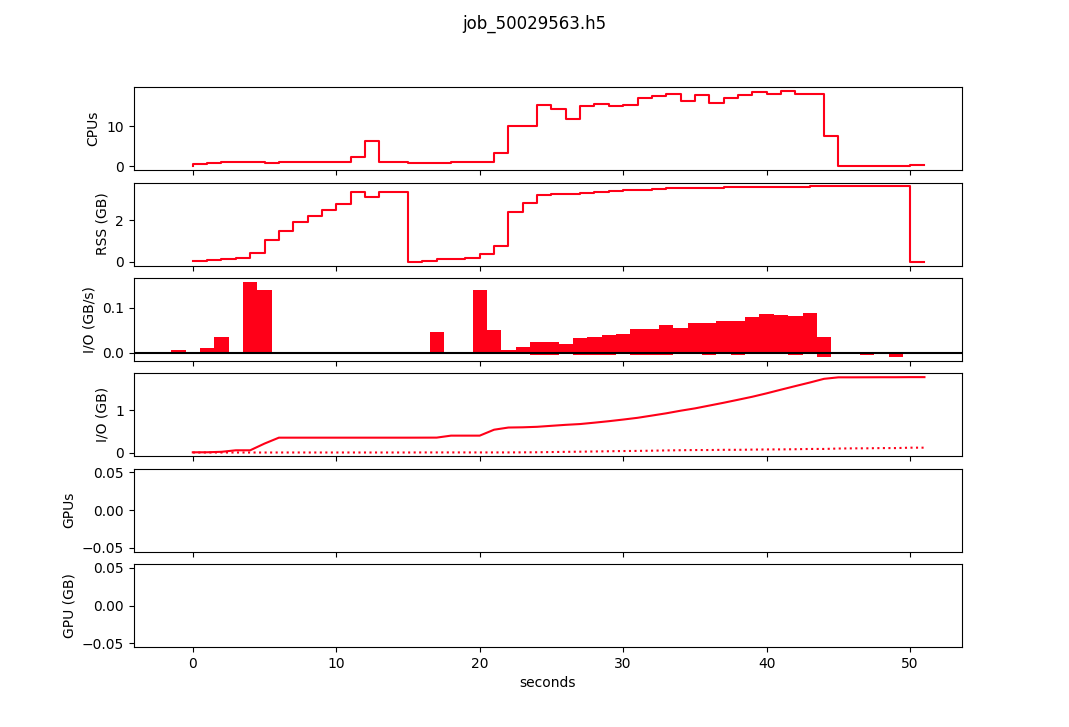 job_50029563.h5
CPUs
10
0
RSS (GB)
2
0
I/O (GB/s)
0.1
0.0
I/O (GB)
1
0
GPUs
0.05
0.00
−0.05
GPU (GB)
0.05
0.00
−0.05
0 10 20 30 40 50
seconds